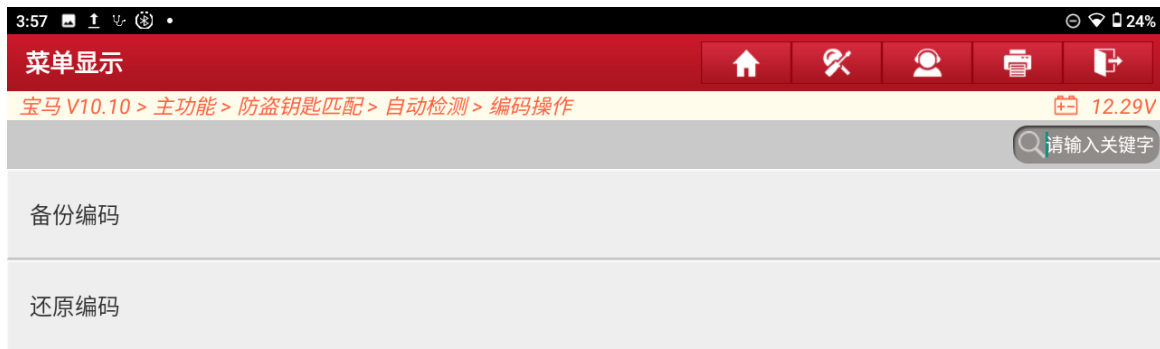 3:57
24%
菜单显示
宝马 V10.10 > 主功能 > 防盗钥匙匹配 > 自动检测 > 编码操作
12.29V
请输入关键字
备份编码
还原编码